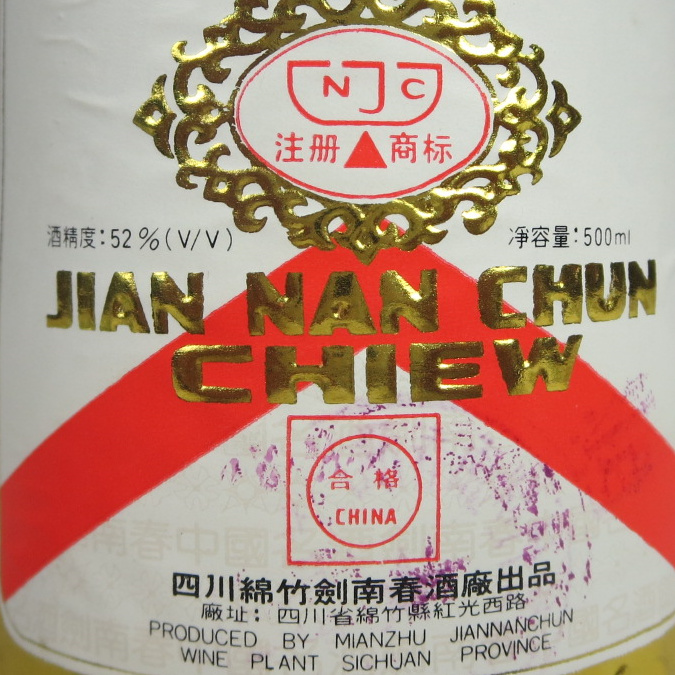 NJC
注册 商标
酒精度:52%(V/V)
净容量:500ml
JIAN NAN CHUN
CHIEW
合格
CHINA
四川綿竹劍南春酒廠出品
廠址:四川省綿竹縣紅光西路
PRODUCED BY MIANZHU JIANNANCHUN
WINE PLANT SICHUAN PROVINCE